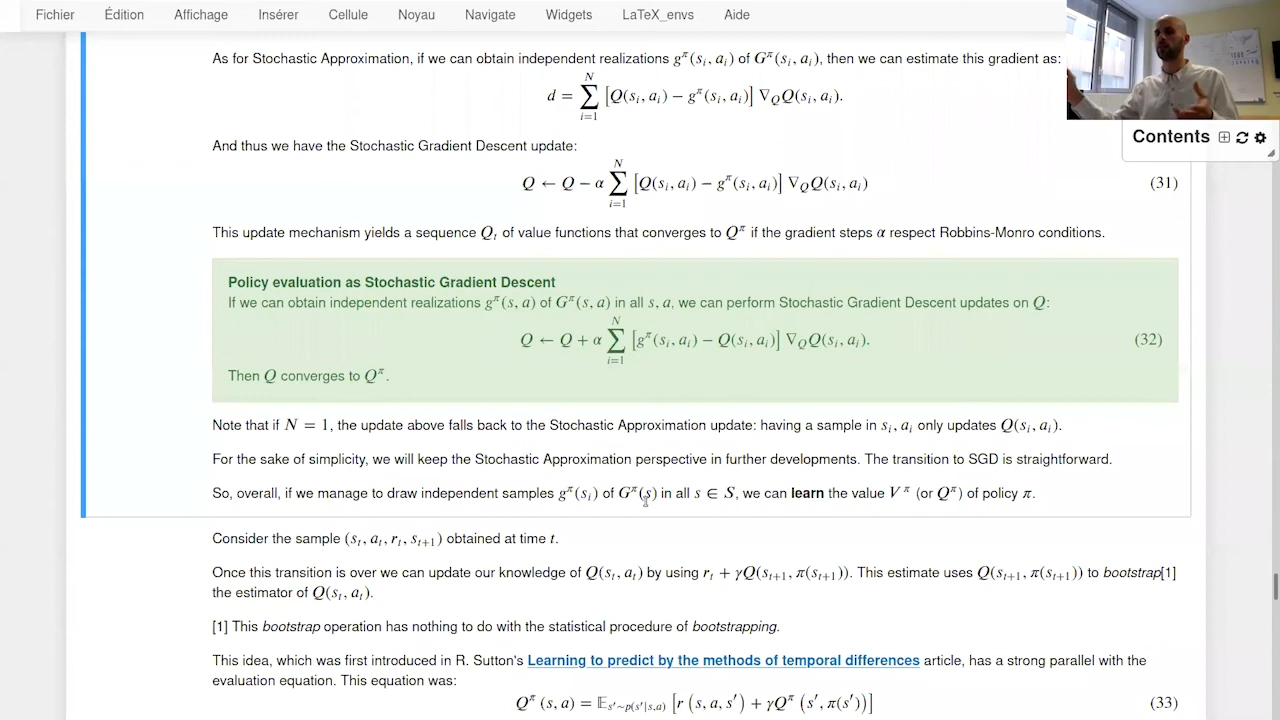 Fichier Édition Affichage Insérer Cellule Noyau Navigate Widgets LaTeX_envs Aide
As for Stochastic Approximation, if we can obtain independent realizations g^π(s_i, a_i) of G^π(s_i, a_i), then we can estimate this gradient as:
d = ∑_{i=1}^{N} [Q(s_i, a_i) − g^π(s_i, a_i)] ∇_Q Q(s_i, a_i).
Contents
And thus we have the Stochastic Gradient Descent update:
Q ← Q − α ∑_{i=1}^{N} [Q(s_i, a_i) − g^π(s_i, a_i)] ∇_Q Q(s_i, a_i) (31)
This update mechanism yields a sequence Q_t of value functions that converges to Q^π if the gradient steps α respect Robbins-Monro conditions.
Policy evaluation as Stochastic Gradient Descent
If we can obtain independent realizations g^π(s, a) of G^π(s, a) in all s, a, we can perform Stochastic Gradient Descent updates on Q:
Q ← Q + α ∑_{i=1}^{N} [g^π(s_i, a_i) − Q(s_i, a_i)] ∇_Q Q(s_i, a_i). (32)
Then Q converges to Q^π.
Note that if N = 1, the update above falls back to the Stochastic Approximation update: having a sample in s_i, a_i only updates Q(s_i, a_i).
For the sake of simplicity, we will keep the Stochastic Approximation perspective in further developments. The transition to SGD is straightforward.
So, overall, if we manage to draw independent samples g^π(s_i) of G^π(s) in all s ∈ S, we can learn the value V^π (or Q^π) of policy π.
Consider the sample (s_t, a_t, r_t, s_{t+1}) obtained at time t.
Once this transition is over we can update our knowledge of Q(s_t, a_t) by using r_t + γQ(s_{t+1}, π(s_{t+1})). This estimate uses Q(s_{t+1}, π(s_{t+1})) to bootstrap[1]
the estimator of Q(s_t, a_t).
[1] This bootstrap operation has nothing to do with the statistical procedure of bootstrapping.
This idea, which was first introduced in R. Sutton's Learning to predict by the methods of temporal differences article, has a strong parallel with the
evaluation equation. This equation was:
Q^π (s, a) = 𝔼_{s'∼p(s'|s,a)} [r (s, a, s') + γQ^π (s', π(s'))] (33)